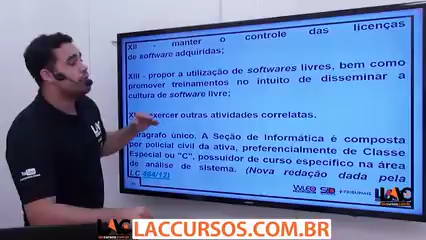 XII - manter o controle das licenças
de software adquiridas;
XIII - propor a utilização de softwares livres, bem como
promover treinamentos no intuito de disseminar a
cultura de software livre;
exercer outras atividades correlatas.
Parágrafo único. A Seção de Informática é composta
por policial civil da ativa, preferencialmente de Classe
Especial ou "C", possuidor de curso específico na área
de análise de sistema. (Nova redação dada pela
LC 464/12)
LACCURSOS.COM.BR